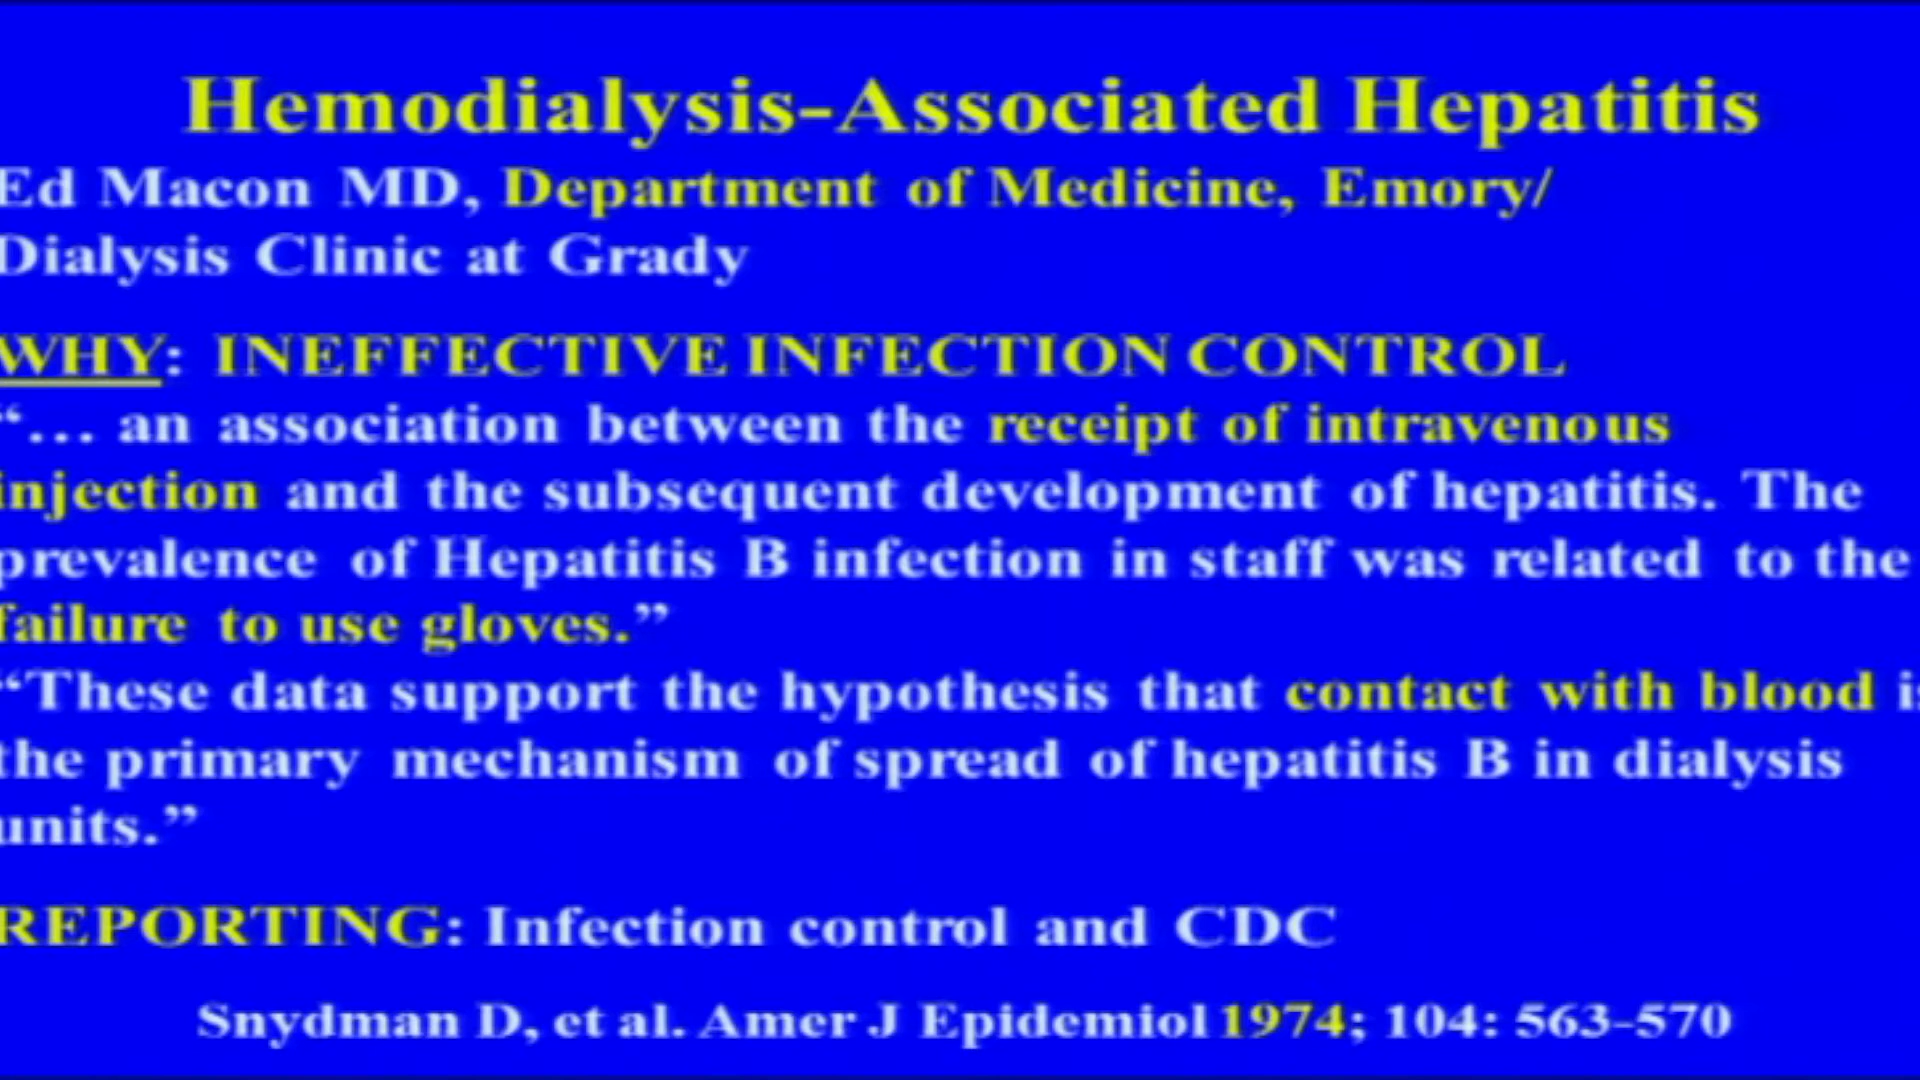 Hemodialysis-Associated Hepatitis
Ed Macon MD, Department of Medicine, Emory/
Dialysis Clinic at Grady
WHY: INEFFECTIVE INFECTION CONTROL
“… an association between the receipt of intravenous
injection and the subsequent development of hepatitis. The
prevalence of Hepatitis B infection in staff was related to the
failure to use gloves.”
“These data support the hypothesis that contact with blood is
the primary mechanism of spread of hepatitis B in dialysis
units.”
REPORTING: Infection control and CDC
Snydman D, et al. Amer J Epidemiol 1974; 104: 563-570